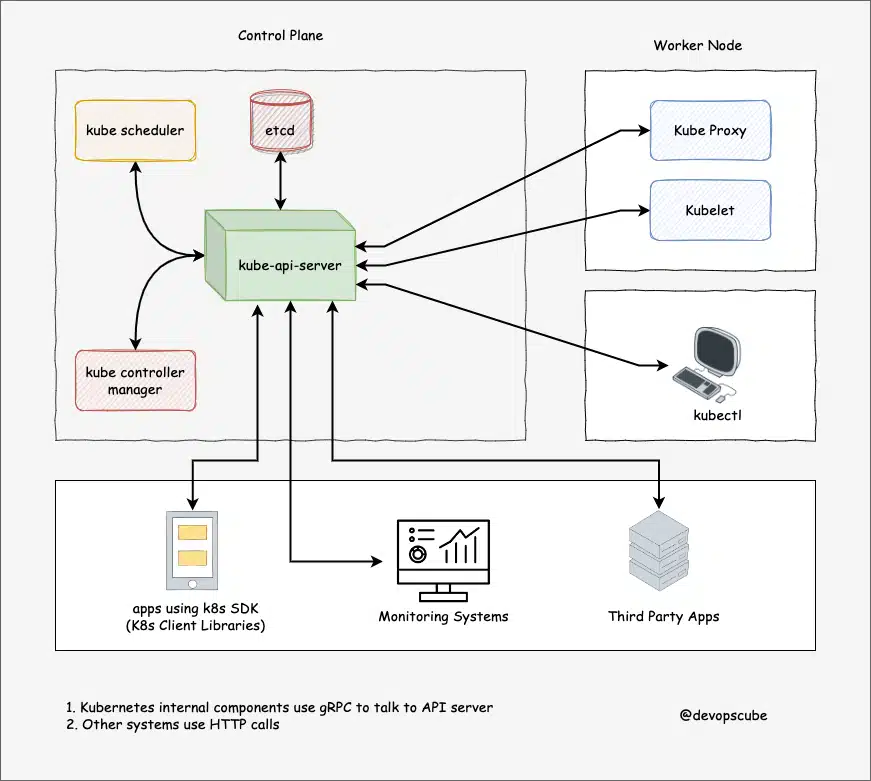 Control Plane
Worker Node
kube scheduler
etcd
Kube Proxy
Kubelet
kube-api-server
kube controller
manager
kubectl
apps using k8s SDK
(K8s Client Libraries)
Monitoring Systems
Third Party Apps
1. Kubernetes internal components use gRPC to talk to API server
2. Other systems use HTTP calls
@devopscube